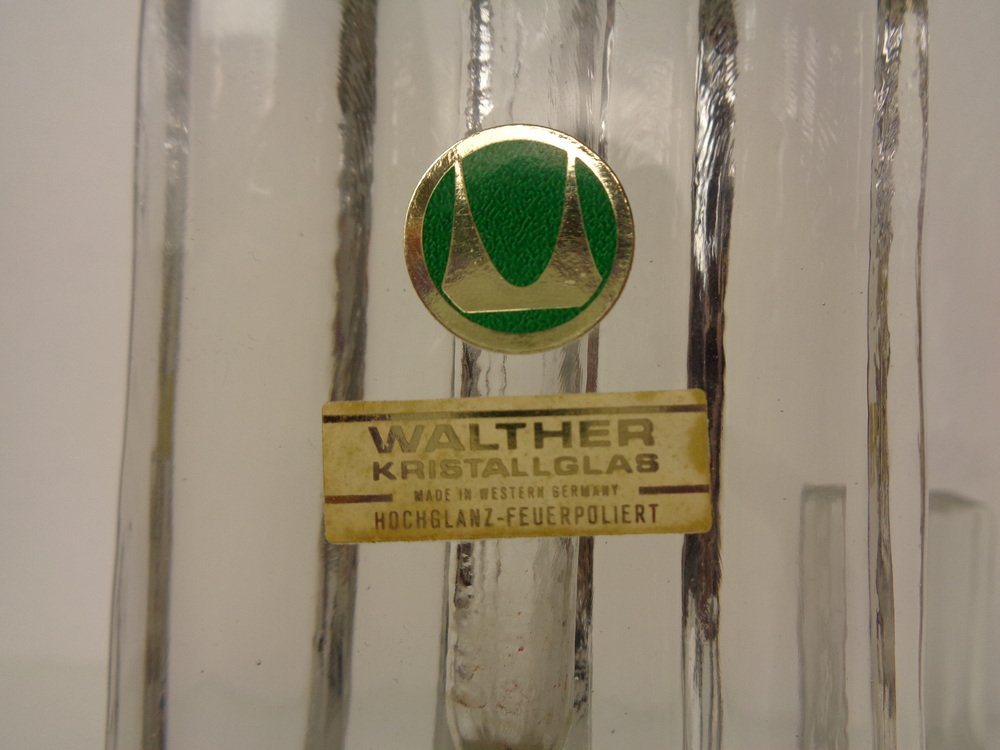 WALTHER
KRISTALLGLAS
MADE IN WESTERN GERMANY
HOCHGLANZ-FEUERPOLIERT